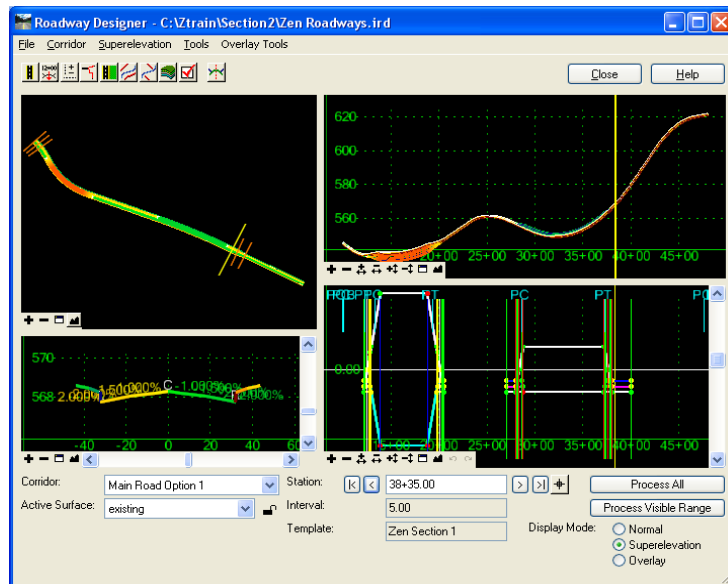 Roadway Designer - C:\Ztrain\Section2\Zen Roadways.ird
File Corridor Superelevation Tools Overlay Tools
Close Help
620
600
580
560
20+00 25+00 30+00 35+00 40+00 45+00
PT PC PT
0.00
20+00 25+00 30+00 35+00 40+00 45+00
570
568
C
-40 -20 0 20 40
Corridor: Main Road Option 1
Station: 38+35.00
Process All
Active Surface: existing
Interval: 5.00
Process Visible Range
Template: Zen Section 1
Display Mode: Normal
Superelevation
Overlay